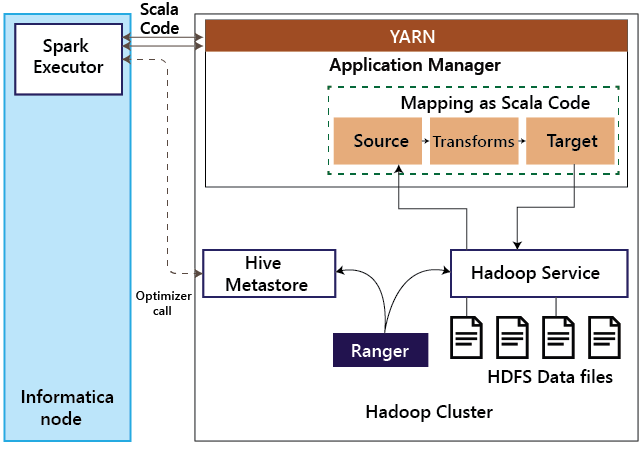 Scala
Code
Spark
Executor
YARN
Application Manager
Mapping as Scala Code
Source
Transforms
Target
Hive
Metastore
Hadoop Service
Optimizer
call
Ranger
HDFS Data files
Informatica
node
Hadoop Cluster